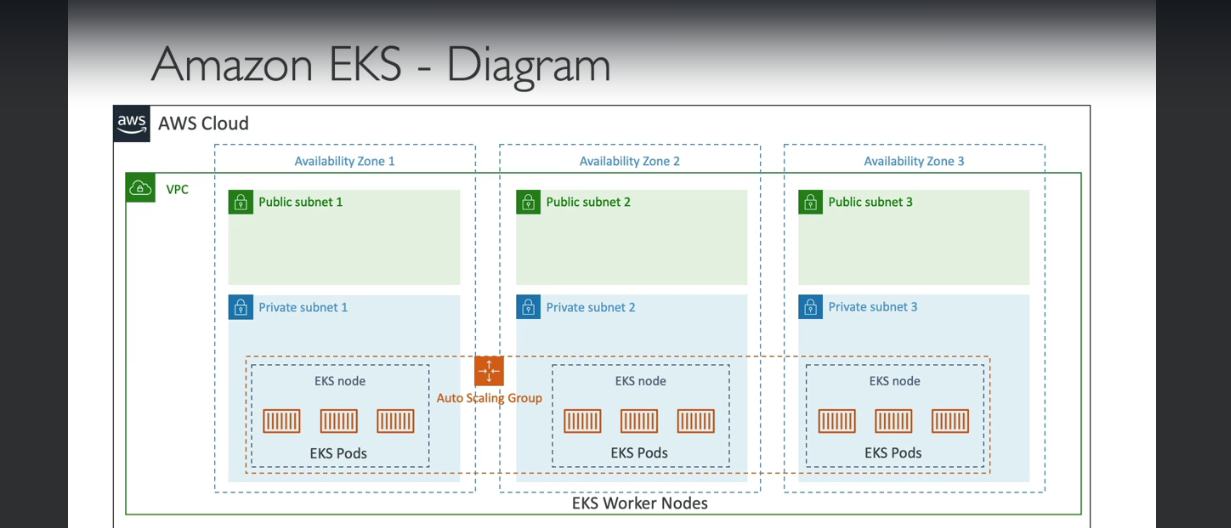 Amazon EKS - Diagram
aws
AWS Cloud
Availability Zone 1
Availability Zone 2
Availability Zone 3
VPC
Public subnet 1
Public subnet 2
Public subnet 3
Private subnet 1
Private subnet 2
Private subnet 3
EKS node
EKS node
EKS node
Auto Scaling Group
EKS Pods
EKS Pods
EKS Pods
EKS Worker Nodes